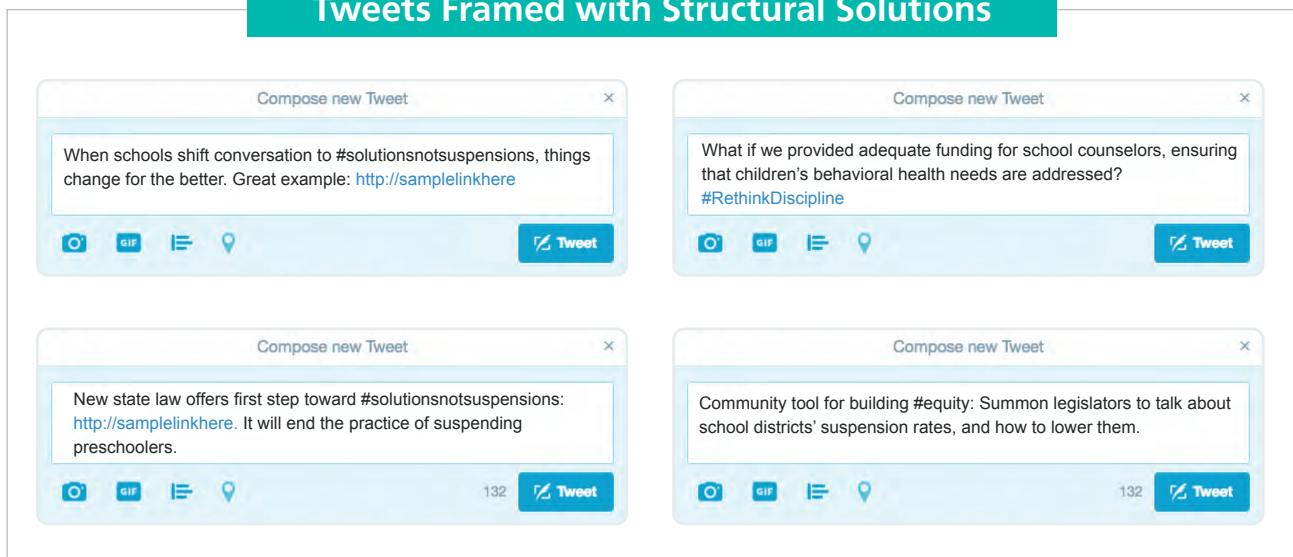 Tweets Framed with Structural Solutions
Compose new Tweet ×
When schools shift conversation to #solutionsnotsuspensions, things
change for the better. Great example: http://samplelinkhere
GIF Tweet
Compose new Tweet ×
What if we provided adequate funding for school counselors, ensuring
that children’s behavioral health needs are addressed?
#RethinkDiscipline
GIF Tweet
Compose new Tweet ×
New state law offers first step toward #solutionsnotsuspensions:
http://samplelinkhere. It will end the practice of suspending
preschoolers.
GIF 132 Tweet
Compose new Tweet ×
Community tool for building #equity: Summon legislators to talk about
school districts’ suspension rates, and how to lower them.
GIF 132 Tweet